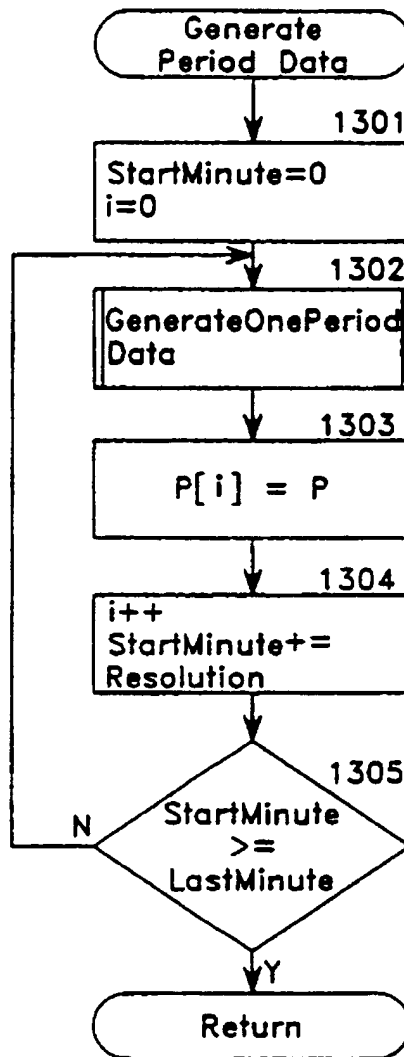 Generate
Period Data
1301
StartMinute=0
i=0
1302
GenerateOnePeriod
Data
1303
P[i] = P
1304
i++
StartMinute+=
Resolution
1305
StartMinute
>=
LastMinute
N
Y
Return